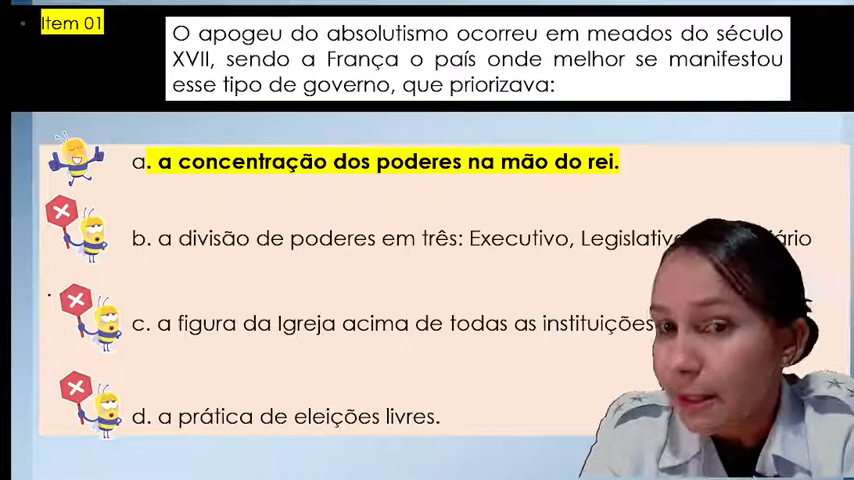 Item 01
O apogeu do absolutismo ocorreu em meados do século
XVII, sendo a França o país onde melhor se manifestou
esse tipo de governo, que priorizava:
a. a concentração dos poderes na mão do rei.
b. a divisão de poderes em três: Executivo, Legislativo
c. a figura da Igreja acima de todas as instituições
d. a prática de eleições livres.